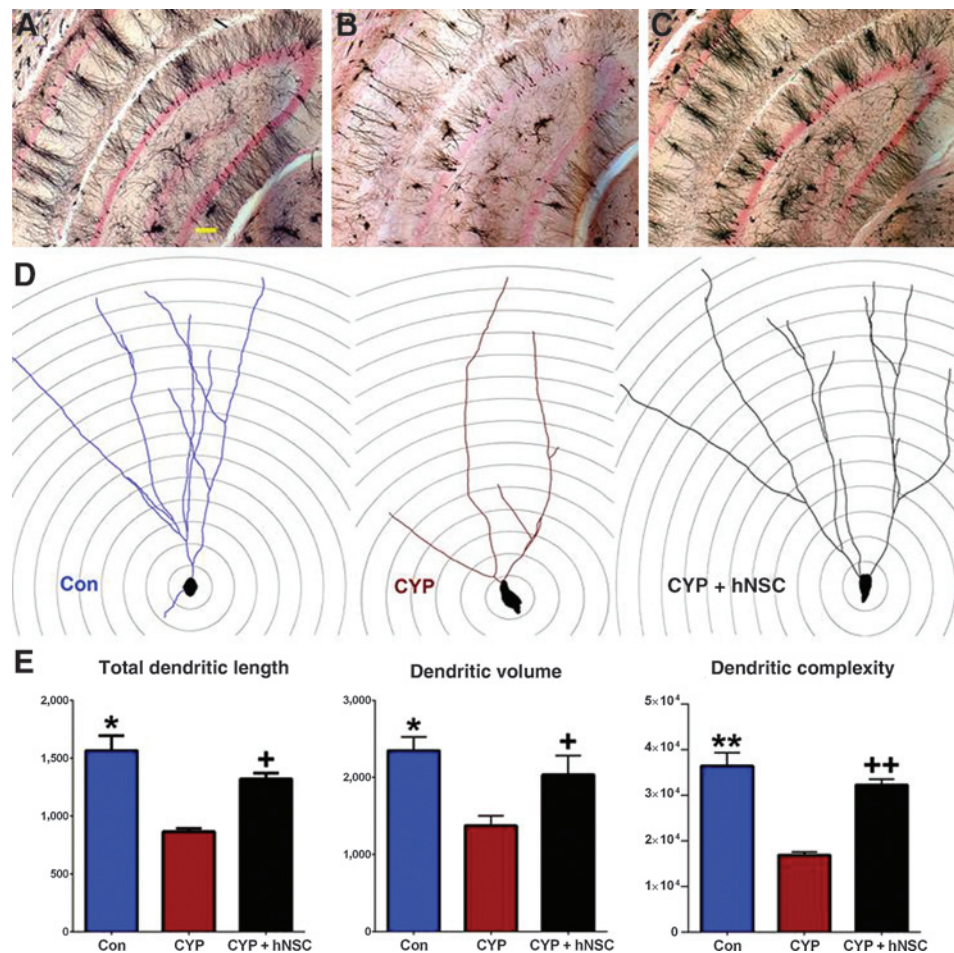 A
B
C
D
Con
CYP
CYP + hNSC
E
Total dendritic length
2,000
1,500
1,000
500
0
*
+
Con
CYP
CYP + hNSC
Dendritic volume
3,000
2,000
1,000
0
*
+
Con
CYP
CYP + hNSC
Dendritic complexity
5×10⁴
4×10⁴
3×10⁴
2×10⁴
1×10⁴
0
**
++
Con
CYP
CYP + hNSC